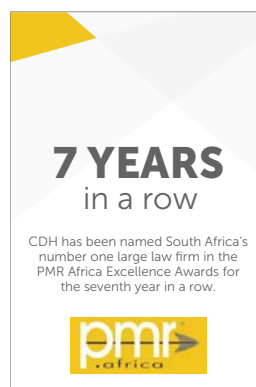 7 YEARS
in a row
CDH has been named South Africa's
number one large law firm in the
PMR Africa Excellence Awards for
the seventh year in a row.
pmr
.africa